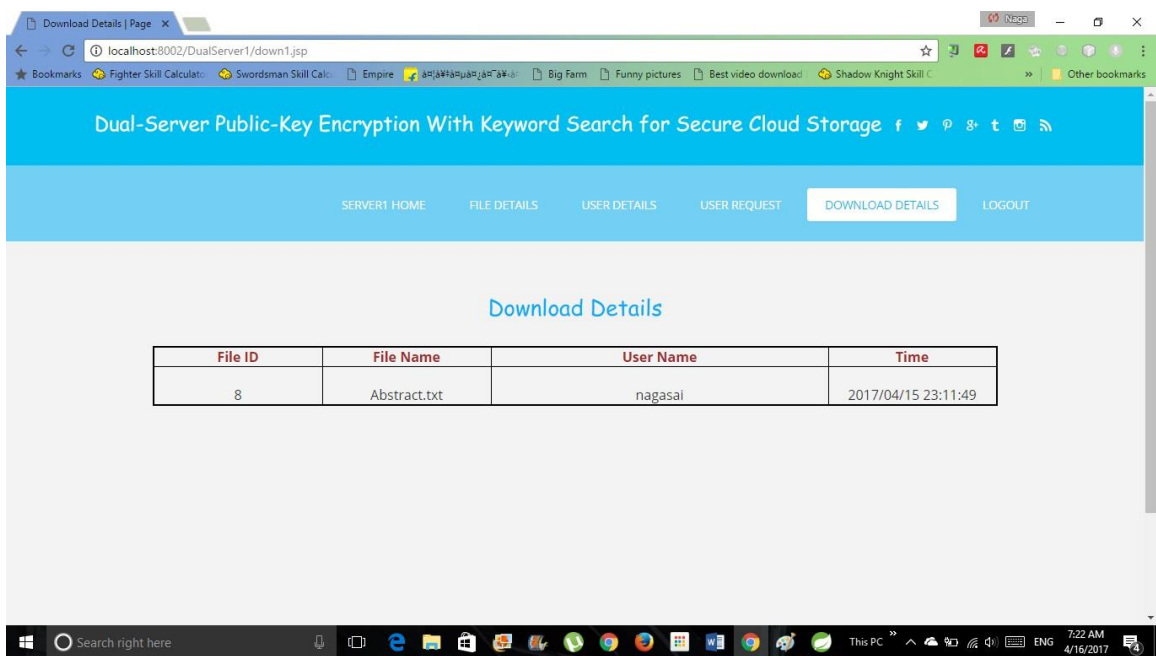 Download Details | Page
Naga
localhost:8002/DualServer1/down1.jsp
Bookmarks Fighter Skill Calculato Swordsman Skill Calc Empire Big Farm Funny pictures Best video download Shadow Knight Skill C » Other bookmarks
Dual-Server Public-Key Encryption With Keyword Search for Secure Cloud Storage
SERVER1 HOME FILE DETAILS USER DETAILS USER REQUEST DOWNLOAD DETAILS LOGOUT
Download Details
File ID File Name User Name Time
8 Abstract.txt nagasai 2017/04/15 23:11:49
Search right here This PC » ENG 7:22 AM
4/16/2017